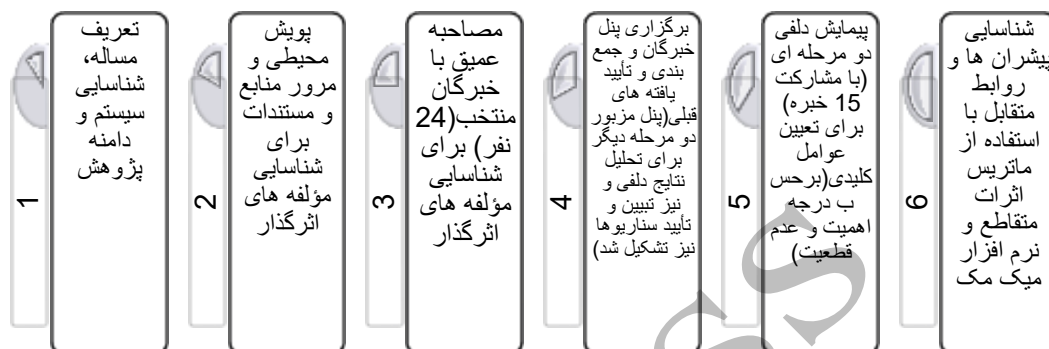 1
تعریف
مساله،
شناسایی
سیستم و
دامنه
پژوهش
2
پویش
محیطی و
مرور منابع
و مستندات
برای
شناسایی
مؤلفه های
اثرگذار
3
مصاحبه
عمیق با
خبرگان
منتخب(24
نفر) برای
شناسایی
مؤلفه های
اثرگذار
4
برگزاری پنل
خبرگان و جمع
بندی و تأیید
یافته های
قبلی(پنل مزبور
دو مرحله دیگر
برای تحلیل
نتایج دلفی و
نیز تبیین و
تأیید سناریوها
نیز تشکیل شد)
5
پیمایش دلفی
دو مرحله ای
(با مشارکت
15 خبره)
برای تعیین
عوامل
کلیدی(برحس
ب درجه
اهمیت و عدم
قطعیت)
6
شناسایی
پیشران ها و
روابط
متقابل با
استفاده از
ماتریس
اثرات
متقاطع و
نرم افزار
میک مک